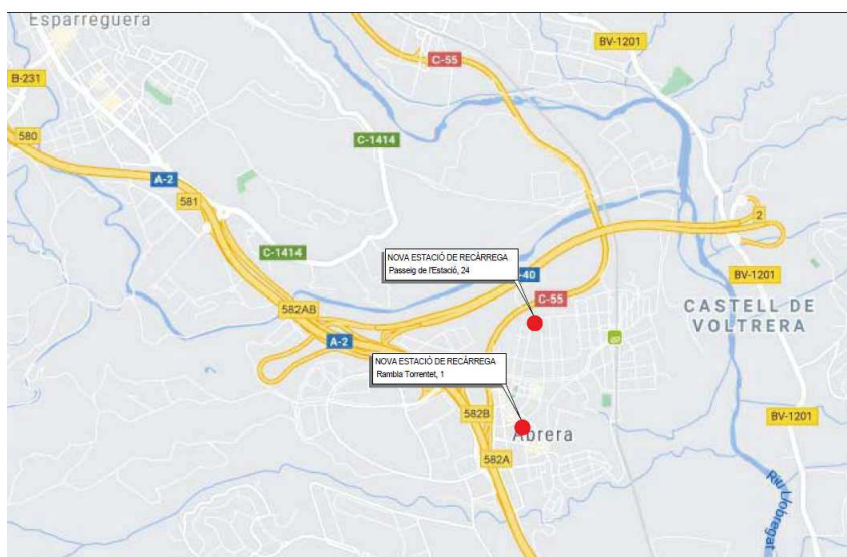 Esparreguera
BV-1201
C-55
B-231
580
C-1414
A-2
581
2
C-1414
NOVA ESTACIÓ DE RECÀRREGA
Passeig de l'Estació, 24
-40
BV-1201
C-55
582AB
CASTELL DE
VOLTRERA
A-2
NOVA ESTACIÓ DE RECÀRREGA
Rambla Torrentet, 1
582B
BV-1201
Abrera
582A
Riu Llobregat